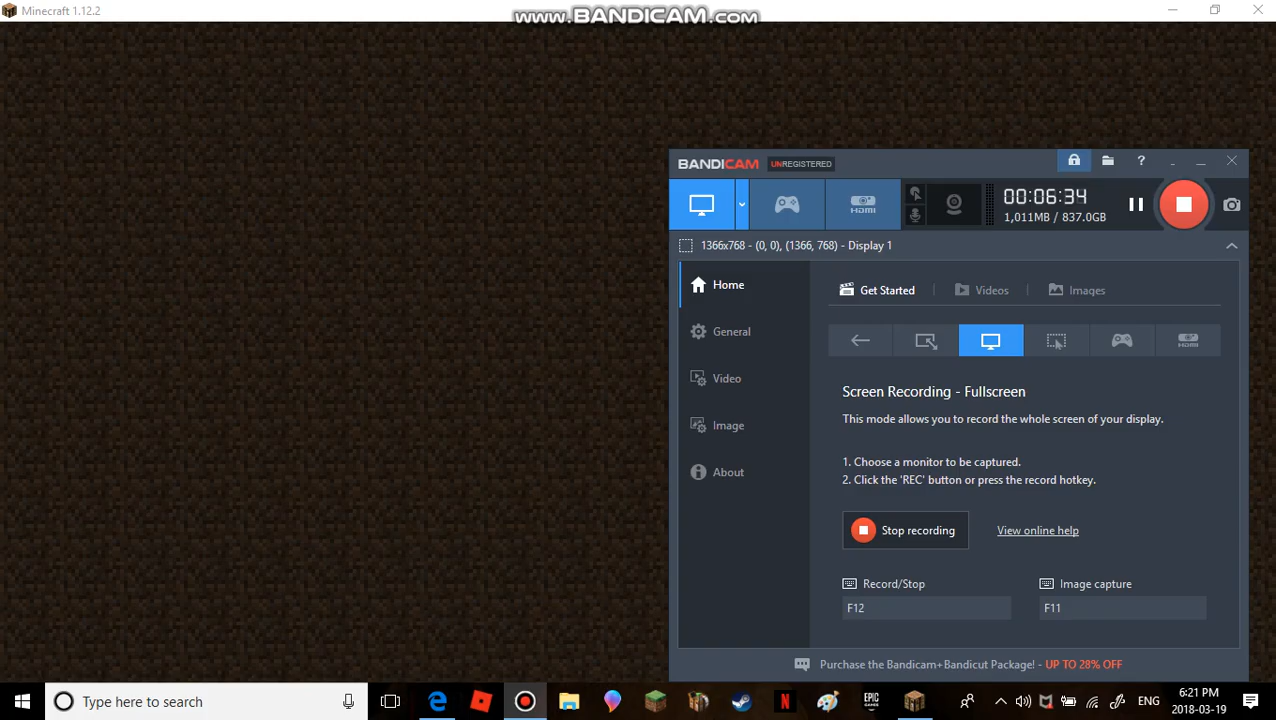 Minecraft 1.12.2
www.BANDICAM.com
BANDICAM UNREGISTERED
?
HDMI
00:06:34
1,011MB / 837.0GB
1366x768 - (0, 0), (1366, 768) - Display 1
Home
General
Video
Image
About
Get Started
Videos
Images
HDMI
Screen Recording - Fullscreen
This mode allows you to record the whole screen of your display.
1. Choose a monitor to be captured.
2. Click the 'REC' button or press the record hotkey.
Stop recording
View online help
Record/Stop
Image capture
F12
F11
Purchase the Bandicam+Bandicut Package! - UP TO 28% OFF
Type here to search
e
N
EPIC GAMES
ENG
6:21 PM
2018-03-19